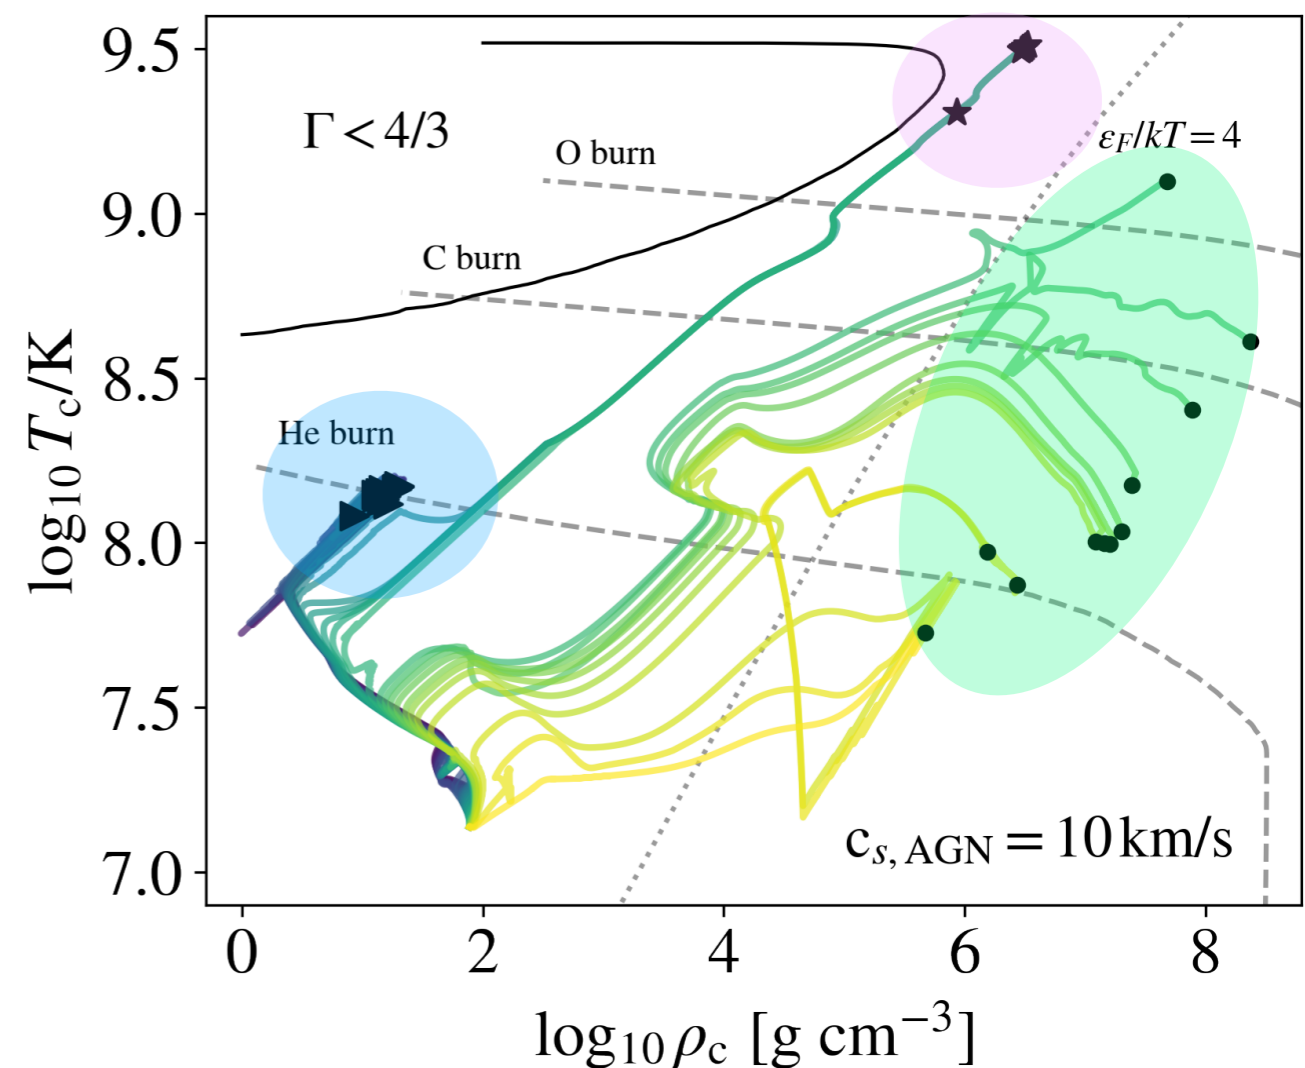 9.5
9.0
8.5
8.0
7.5
7.0
log₁₀ T_c/K
Γ < 4/3
O burn
C burn
He burn
ε_F/kT = 4
c_{s, AGN} = 10 km/s
0 2 4 6 8
log₁₀ ρ_c [g cm⁻³]